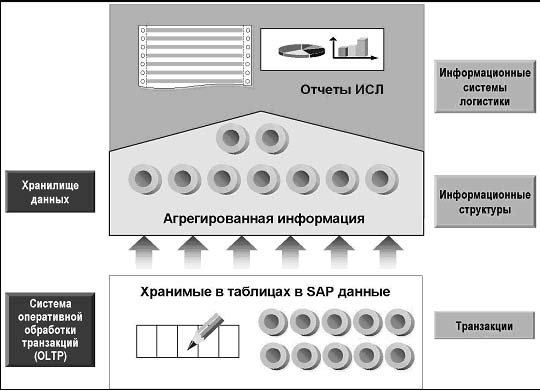 Отчеты ИСЛ
Информационные
системы
логистики
Хранилище
данных
Агрегированная информация
Информационные
структуры
Хранимые в таблицах в SAP данные
Система
оперативной
обработки
транзакций
(OLTP)
Транзакции